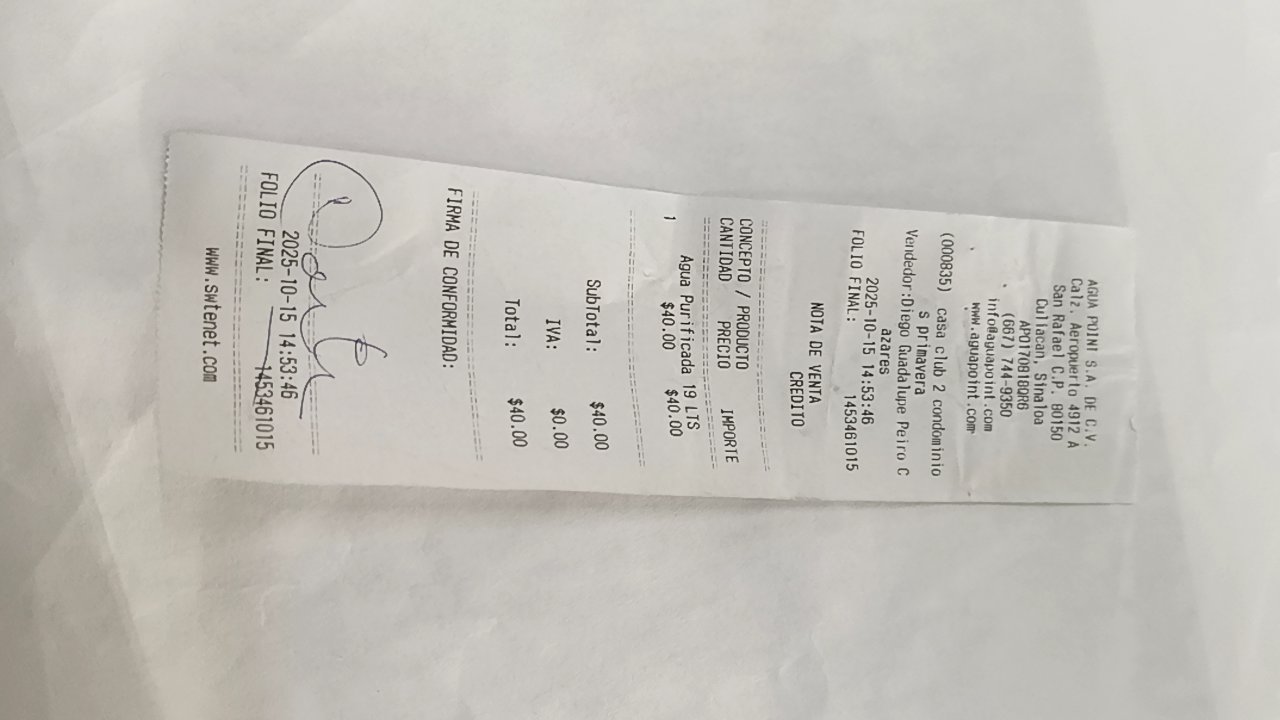 AGUA POINT S.A. DE C.V.
Calz. Aeropuerto 4912 A
San Rafael C.P. 80150
Culiacan, Sinaloa
APO170818QR6
(667) 744-9350
info@aguapoint.com
www.aguapoint.com
(000835) casa club 2 condominio
s primavera
Vendedor:Diego Guadalupe Peiro C
azares
2025-10-15 14:53:46
FOLIO FINAL: 1453461015
NOTA DE VENTA
CREDITO
CONCEPTO / PRODUCTO
CANTIDAD PRECIO IMPORTE
Agua Purificada 19 LTS
1 $40.00 $40.00
SubTotal: $40.00
IVA: $0.00
Total: $40.00
FIRMA DE CONFORMIDAD:
2025-10-15 14:53:46
FOLIO FINAL: 1453461015
www.swtenet.com